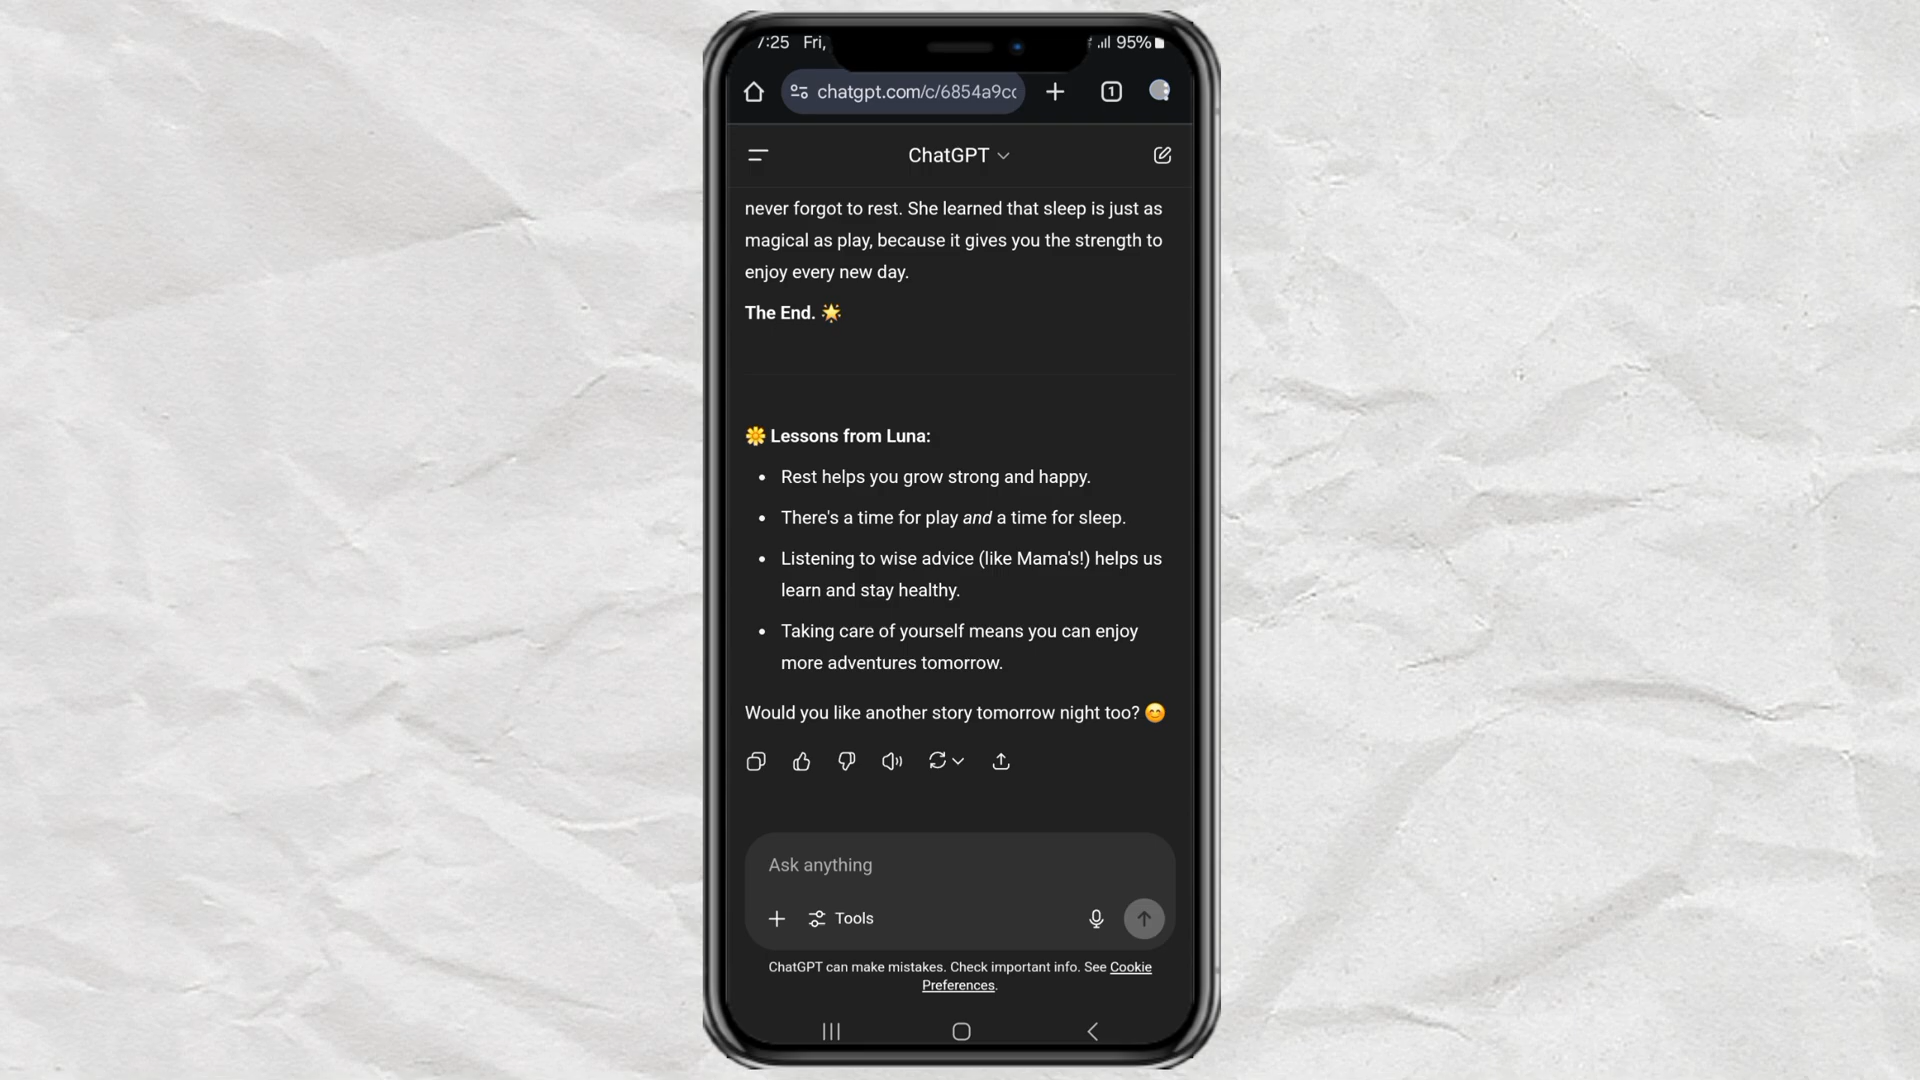 7:25 Fri, 95%
chatgpt.com/c/6854a9cc
1
ChatGPT
never forgot to rest. She learned that sleep is just as
magical as play, because it gives you the strength to
enjoy every new day.
The End. 🌟
🌼 Lessons from Luna:
• Rest helps you grow strong and happy.
• There's a time for play and a time for sleep.
• Listening to wise advice (like Mama's!) helps us
learn and stay healthy.
• Taking care of yourself means you can enjoy
more adventures tomorrow.
Would you like another story tomorrow night too? 😊
Ask anything
Tools
ChatGPT can make mistakes. Check important info. See Cookie
Preferences.